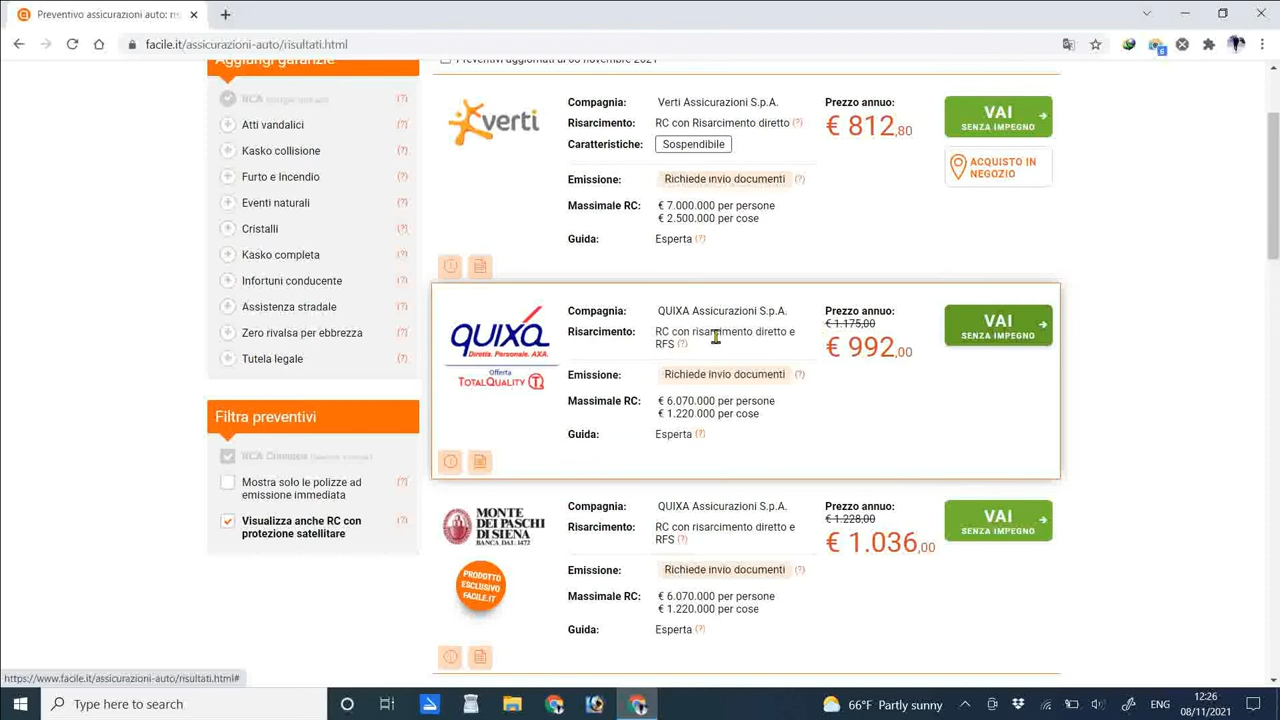 Preventivo assicurazioni auto: ris
facile.it/assicurazioni-auto/risultati.html
6
Aggiungi garanzie
RCA
(?)
Atti vandalici (?)
Kasko collisione (?)
Furto e Incendio (?)
Eventi naturali (?)
Cristalli (?)
Kasko completa (?)
Infortuni conducente (?)
Assistenza stradale (?)
Zero rivalsa per ebbrezza (?)
Tutela legale (?)
Filtra preventivi
Mostra solo le polizze ad (?)
emissione immediata
Visualizza anche RC con (?)
protezione satellitare
verti
Compagnia: Verti Assicurazioni S.p.A.
Risarcimento: RC con Risarcimento diretto (?)
Caratteristiche: Sospendibile
Emissione: Richiede invio documenti (?)
Massimale RC: € 7.000.000 per persone
€ 2.500.000 per cose
Guida: Esperta (?)
Prezzo annuo:
€ 812,80
VAI
SENZA IMPEGNO
ACQUISTO IN
NEGOZIO
quixa
Diretta. Personale. AXA.
Offerta
TOTALQUALITY
Compagnia: QUIXA Assicurazioni S.p.A.
Risarcimento: RC con risarcimento diretto e
RFS (?)
Emissione: Richiede invio documenti (?)
Massimale RC: € 6.070.000 per persone
€ 1.220.000 per cose
Guida: Esperta (?)
Prezzo annuo:
€ 1.175,00
€ 992,00
VAI
SENZA IMPEGNO
MONTE
DEI PASCHI
DI SIENA
BANCA DAL 1472
PRODOTTO
ESCLUSIVO
FACILE.IT
Compagnia: QUIXA Assicurazioni S.p.A.
Risarcimento: RC con risarcimento diretto e
RFS (?)
Emissione: Richiede invio documenti (?)
Massimale RC: € 6.070.000 per persone
€ 1.220.000 per cose
Guida: Esperta (?)
Prezzo annuo:
€ 1.228,00
€ 1.036,00
VAI
SENZA IMPEGNO
https://www.facile.it/assicurazioni-auto/risultati.html#
Type here to search
66°F Partly sunny
ENG
12:26
08/11/2021